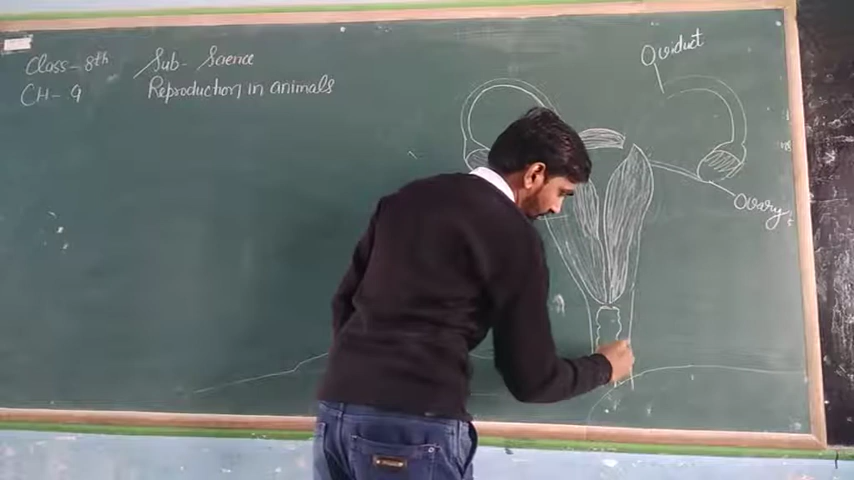 Class - 8th Sub - Science
CH - 9 Reproduction in Animals
Oviduct
Ovary